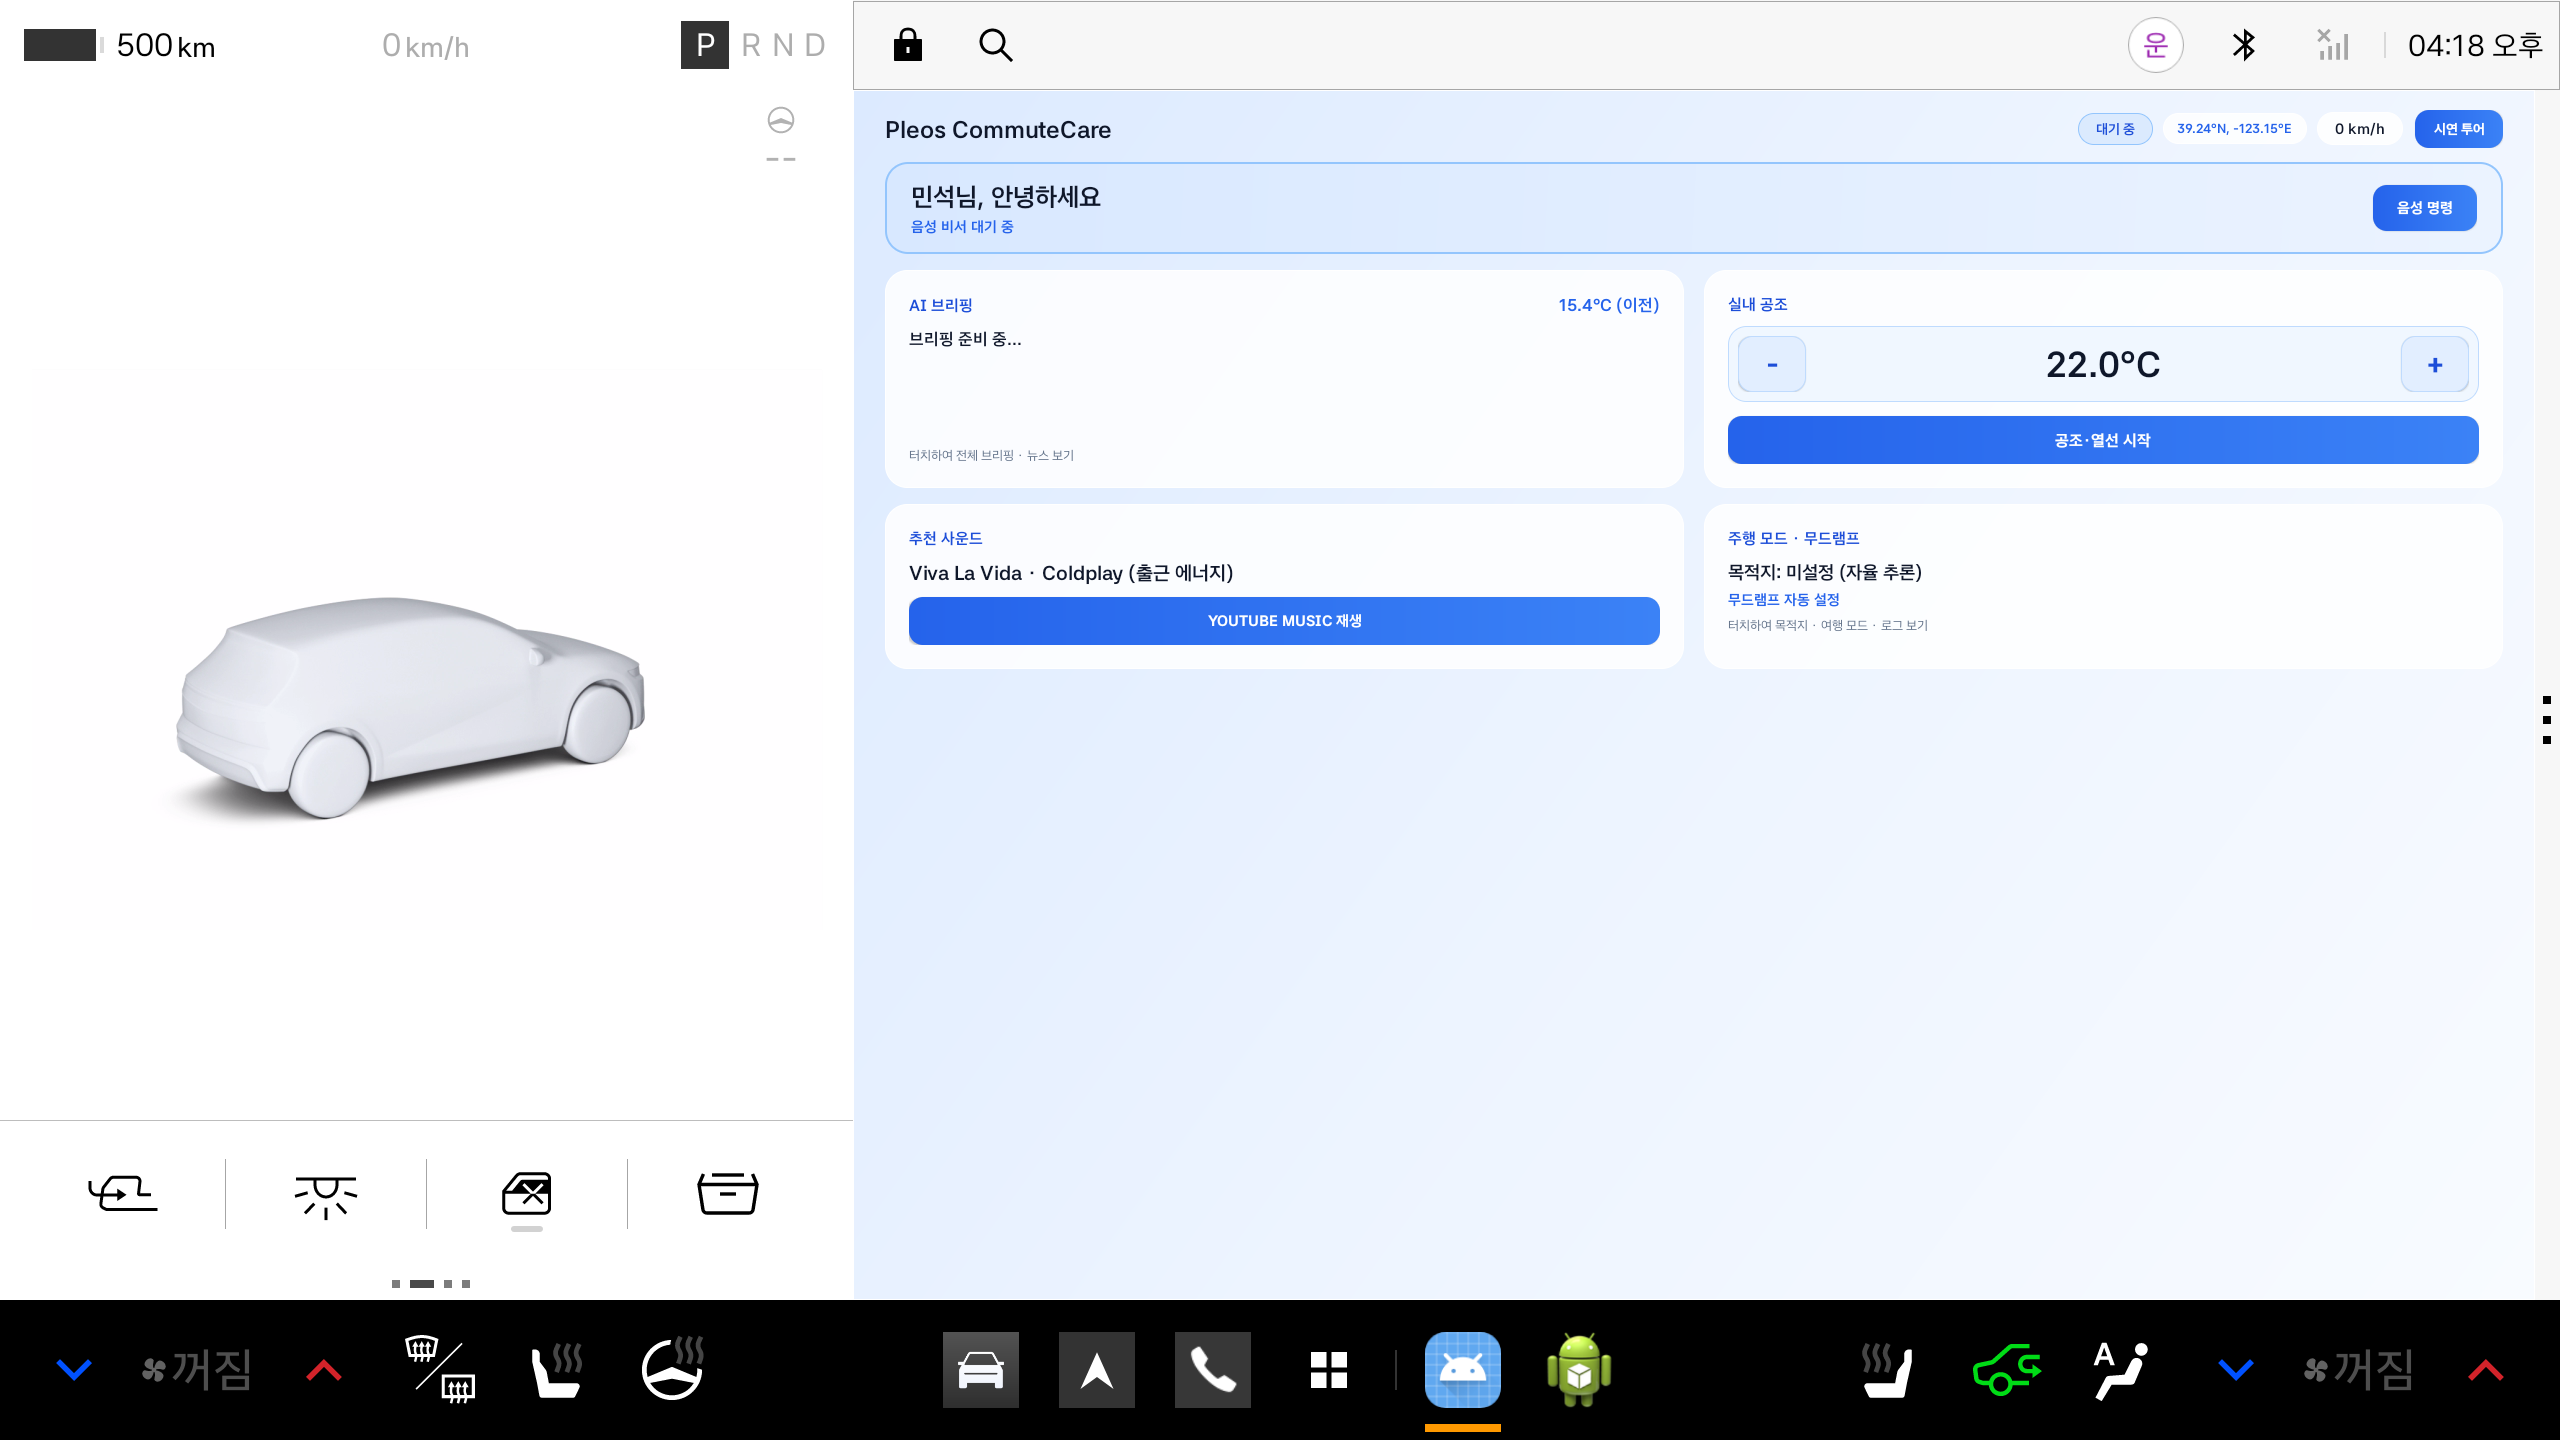 500 km
0 km/h
P R N D
운
04:18 오후
Pleos CommuteCare
대기 중
39.24°N, -123.15°E
0 km/h
시연 투어
민석님, 안녕하세요
음성 비서 대기 중
음성 명령
AI 브리핑
15.4°C (이전)
브리핑 준비 중...
터치하여 전체 브리핑 · 뉴스 보기
실내 공조
-
22.0°C
+
공조·열선 시작
추천 사운드
Viva La Vida · Coldplay (출근 에너지)
YOUTUBE MUSIC 재생
주행 모드 · 무드램프
목적지: 미설정 (자율 추론)
무드램프 자동 설정
터치하여 목적지 · 여행 모드 · 로그 보기
꺼짐
A
꺼짐